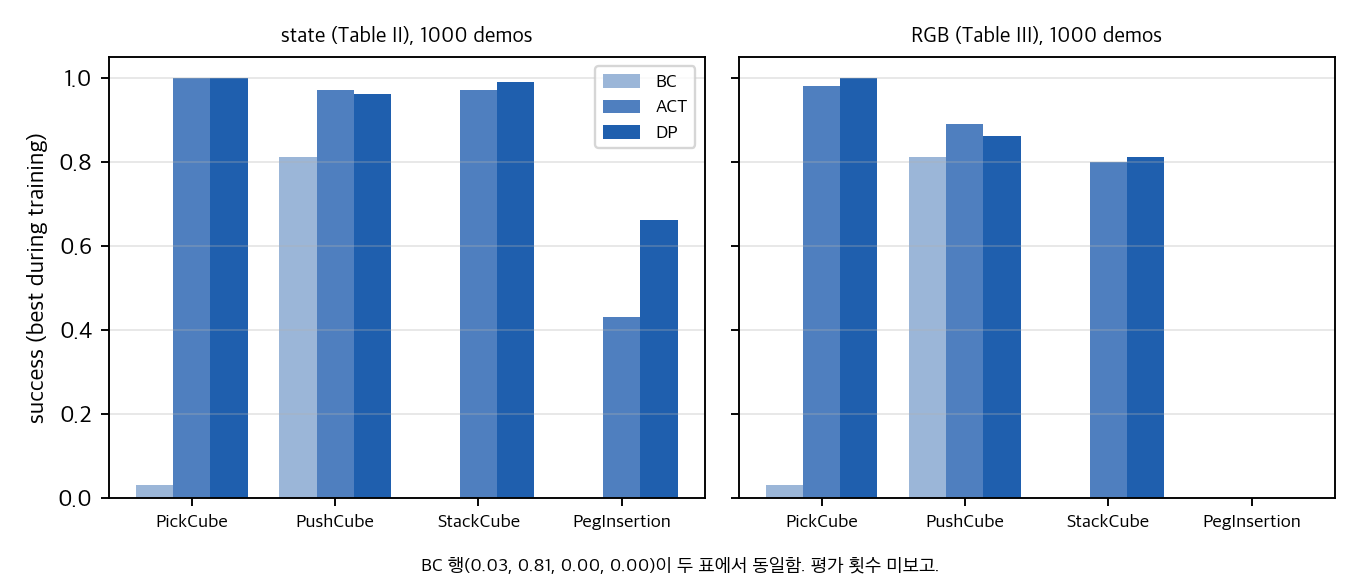 state (Table II), 1000 demos
RGB (Table III), 1000 demos
success (best during training)
1.0
0.8
0.6
0.4
0.2
0.0
BC
ACT
DP
PickCube
PushCube
StackCube
PegInsertion
PickCube
PushCube
StackCube
PegInsertion
BC 행(0.03, 0.81, 0.00, 0.00)이 두 표에서 동일함. 평가 횟수 미보고.